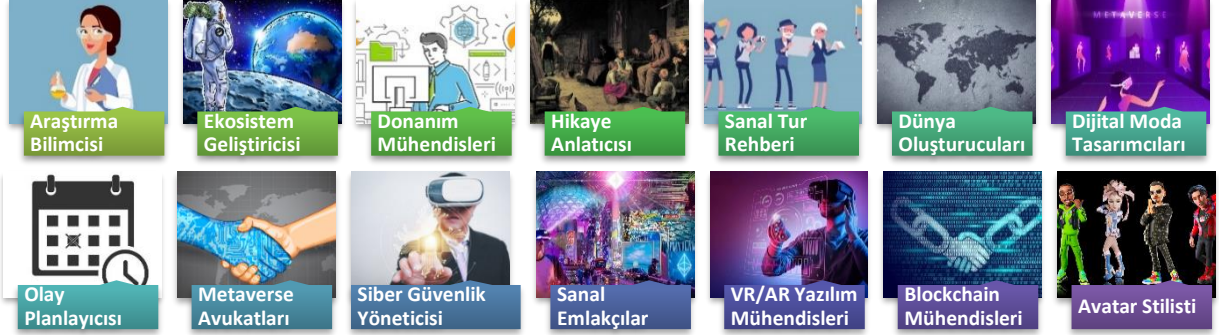 METAVERSE
Araştırma
Bilimcisi
Ekosistem
Geliştiricisi
Donanım
Mühendisleri
Hikaye
Anlatıcısı
Sanal Tur
Rehberi
Dünya
Oluşturucuları
Dijital Moda
Tasarımcıları
Olay
Planlayıcısı
Metaverse
Avukatları
Siber Güvenlik
Yöneticisi
Sanal
Emlakçılar
VR/AR Yazılım
Mühendisleri
Blockchain
Mühendisleri
Avatar Stilisti